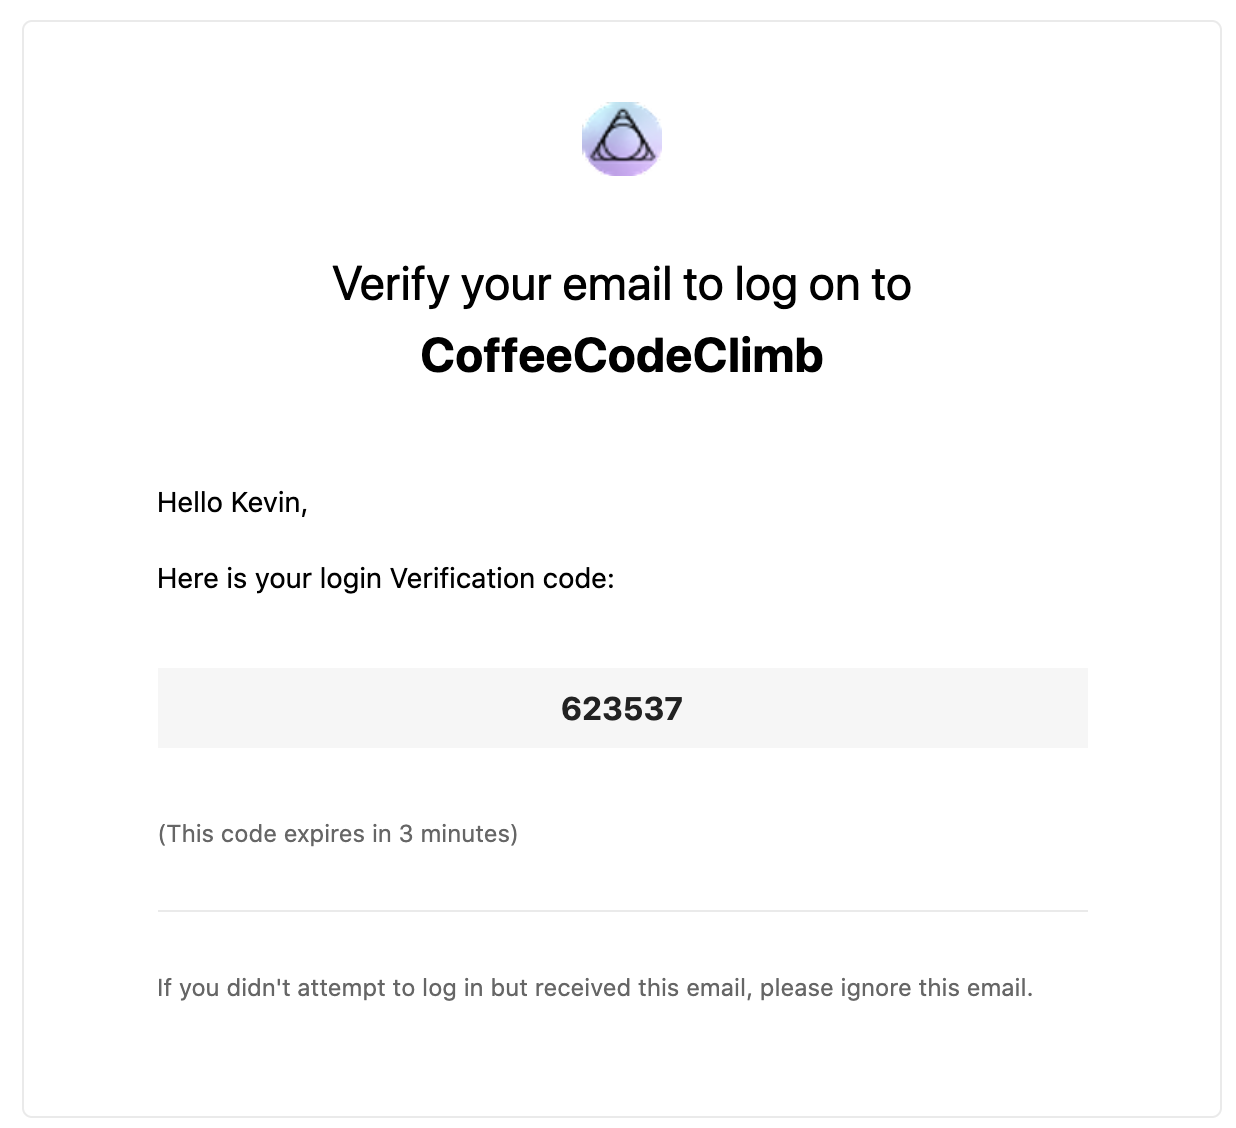 Verify your email to log on to
CoffeeCodeClimb
Hello Kevin,
Here is your login Verification code:
623537
(This code expires in 3 minutes)
If you didn't attempt to log in but received this email, please ignore this email.